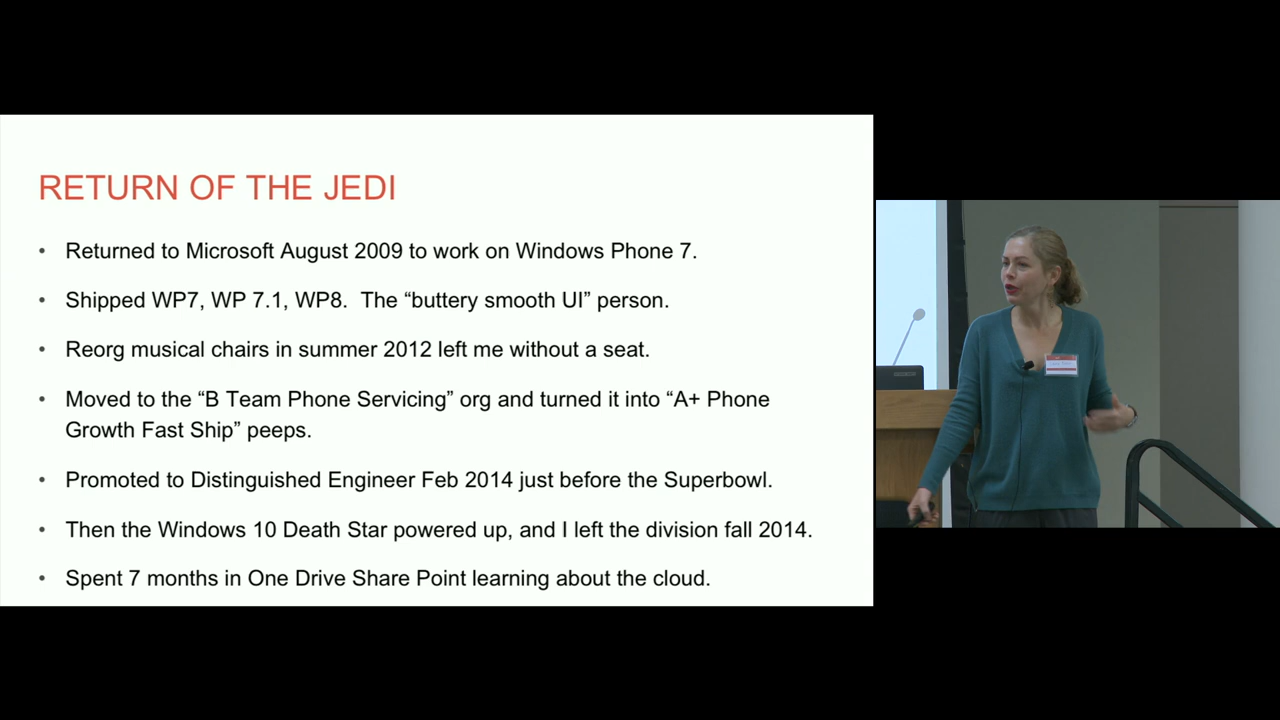 RETURN OF THE JEDI
• Returned to Microsoft August 2009 to work on Windows Phone 7.
• Shipped WP7, WP 7.1, WP8.  The “buttery smooth UI” person.
• Reorg musical chairs in summer 2012 left me without a seat.
• Moved to the “B Team Phone Servicing” org and turned it into “A+ Phone
Growth Fast Ship” peeps.
• Promoted to Distinguished Engineer Feb 2014 just before the Superbowl.
• Then the Windows 10 Death Star powered up, and I left the division fall 2014.
• Spent 7 months in One Drive Share Point learning about the cloud.